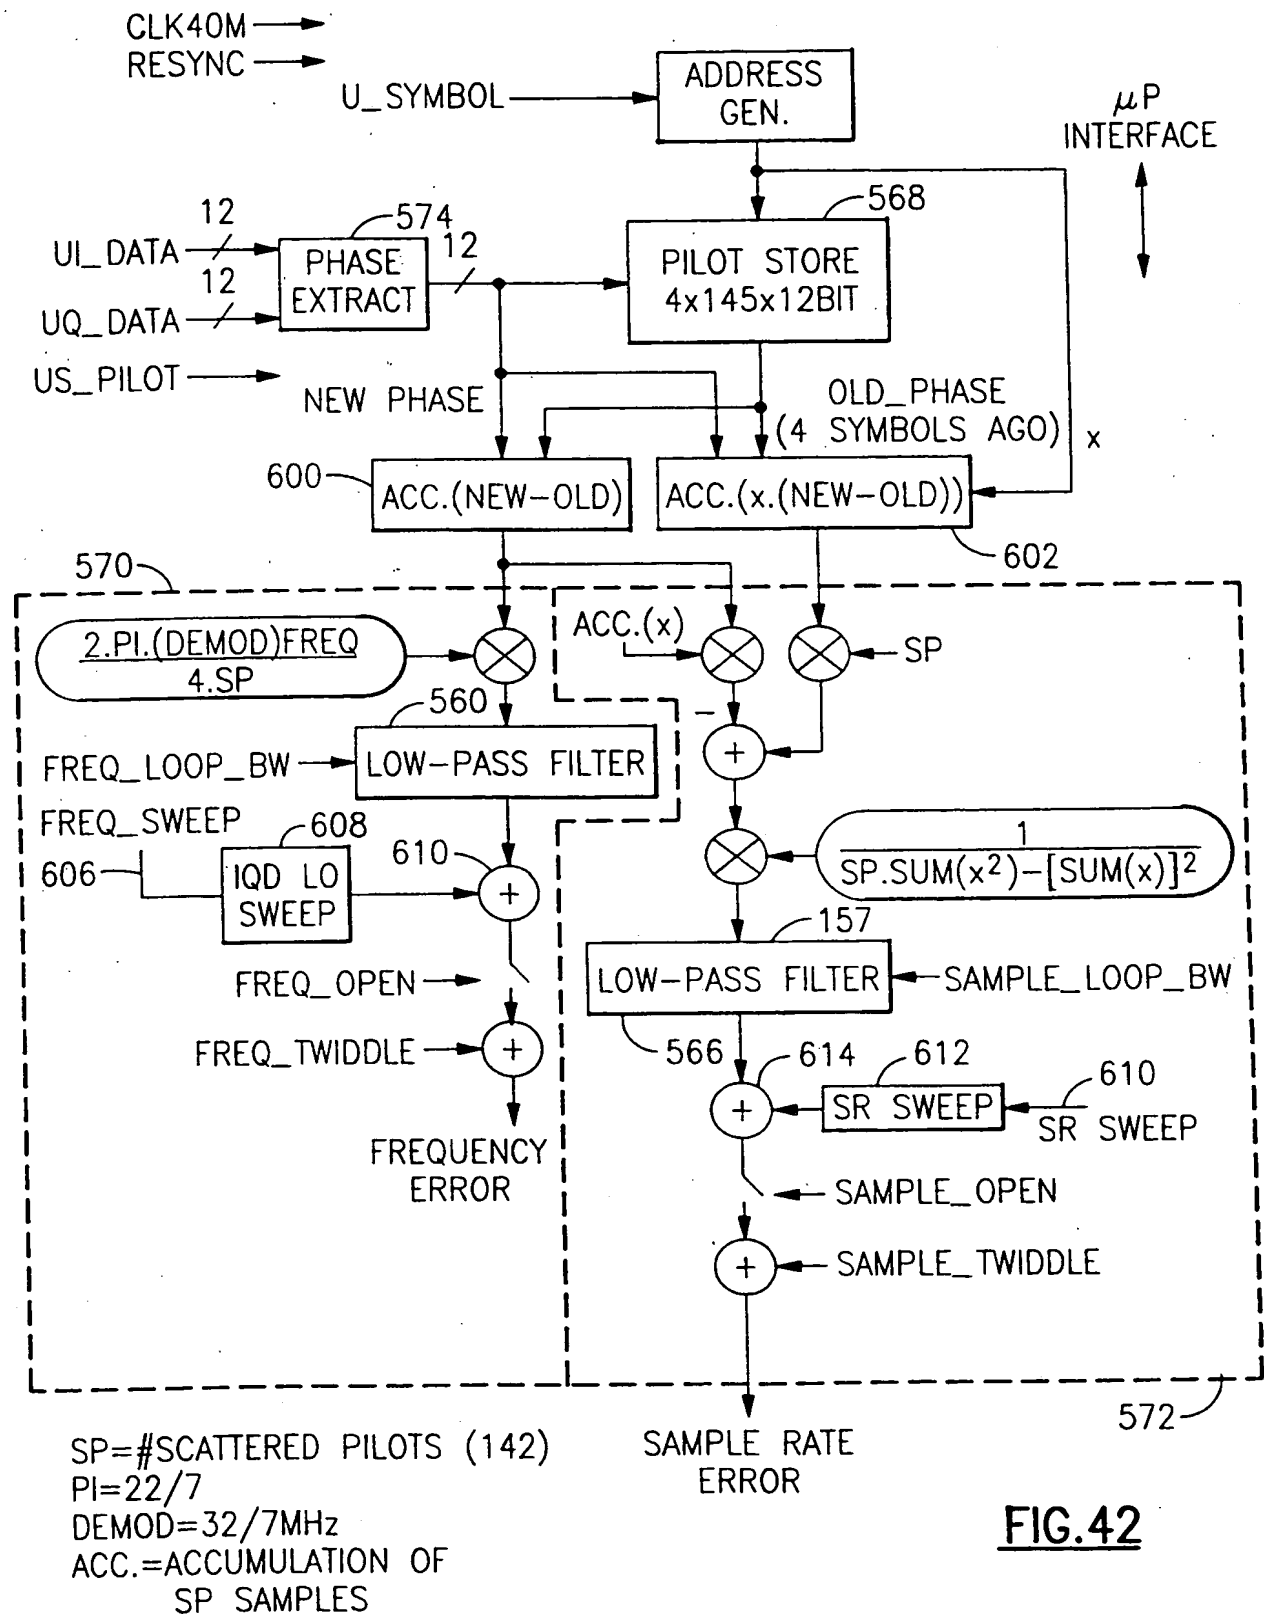 CLK40M
RESYNC
U_SYMBOL
ADDRESS
GEN.
µP
INTERFACE
568
12
574
12
UI_DATA
PHASE
EXTRACT
PILOT STORE
4x145x12BIT
12
UQ_DATA
US_PILOT
NEW PHASE
OLD_PHASE
(4 SYMBOLS AGO)
x
600
ACC.(NEW-OLD)
ACC.(x.(NEW-OLD))
602
570
2.PI.(DEMOD)FREQ
4.SP
ACC.(x)
SP
560
−
+
FREQ_LOOP_BW
LOW-PASS FILTER
FREQ_SWEEP
608
610
606
IQD LO
SWEEP
+
1
SP.SUM(x²)-[SUM(x)]²
157
FREQ_OPEN
LOW-PASS FILTER
SAMPLE_LOOP_BW
FREQ_TWIDDLE
+
566
614
612
610
+
SR SWEEP
SR SWEEP
FREQUENCY
ERROR
SAMPLE_OPEN
+
SAMPLE_TWIDDLE
572
SP=#SCATTERED PILOTS (142)
PI=22/7
DEMOD=32/7MHz
ACC.=ACCUMULATION OF
SP SAMPLES
SAMPLE RATE
ERROR
FIG.42